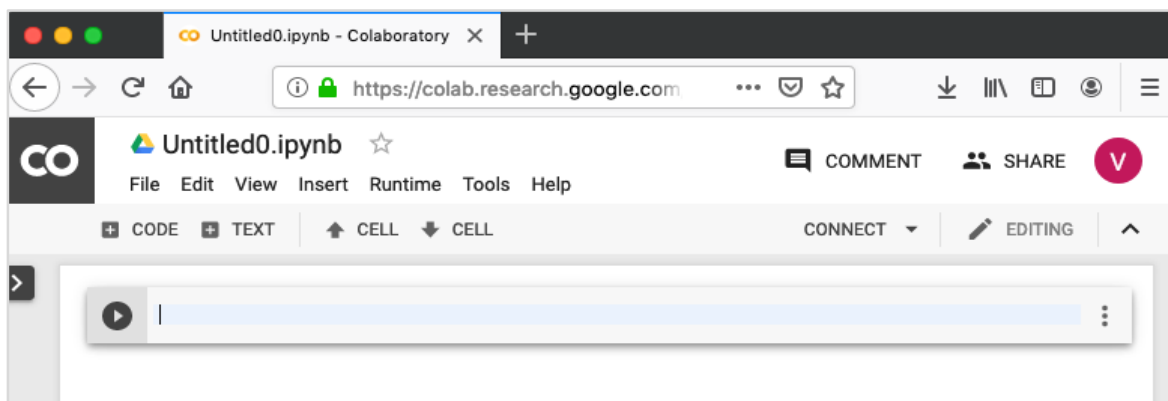 CO Untitled0.ipynb - Colaboratory
https://colab.research.google.com
CO Untitled0.ipynb
COMMENT SHARE V
File Edit View Insert Runtime Tools Help
CODE TEXT CELL CELL CONNECT EDITING